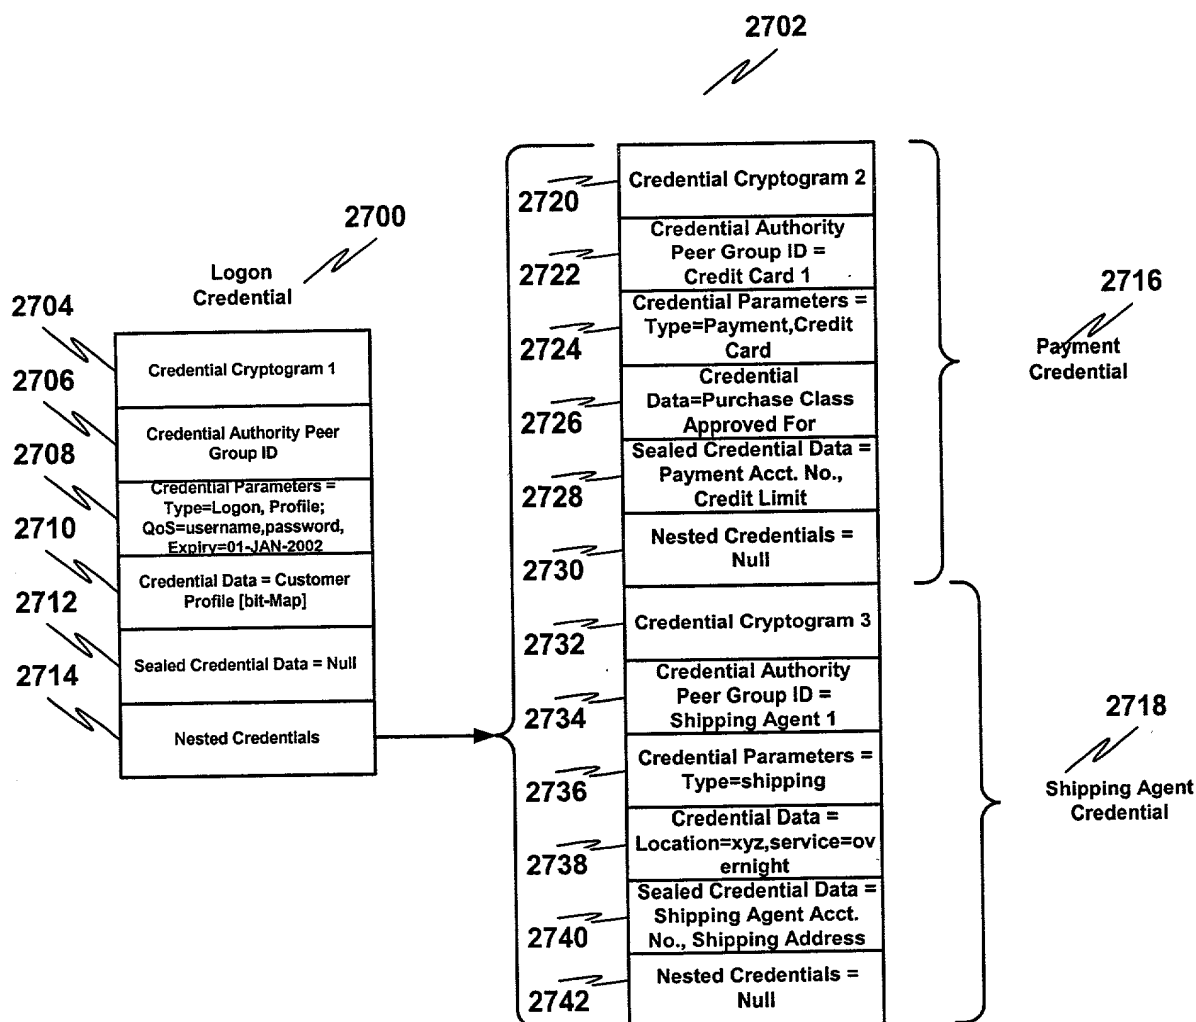 2702
2700
Logon
Credential
2704
Credential Cryptogram 1
2706
Credential Authority Peer
Group ID
2708
Credential Parameters =
Type=Logon, Profile;
QoS=username,password,
Expiry=01-JAN-2002
2710
Credential Data = Customer
Profile [bit-Map]
2712
Sealed Credential Data = Null
2714
Nested Credentials
2720
Credential Cryptogram 2
2722
Credential Authority
Peer Group ID =
Credit Card 1
2724
Credential Parameters =
Type=Payment,Credit
Card
2726
Credential
Data=Purchase Class
Approved For
2728
Sealed Credential Data =
Payment Acct. No.,
Credit Limit
2730
Nested Credentials =
Null
2716
Payment
Credential
2732
Credential Cryptogram 3
2734
Credential Authority
Peer Group ID =
Shipping Agent 1
2736
Credential Parameters =
Type=shipping
2738
Credential Data =
Location=xyz,service=ov
ernight
2740
Sealed Credential Data =
Shipping Agent Acct.
No., Shipping Address
2742
Nested Credentials =
Null
2718
Shipping Agent
Credential